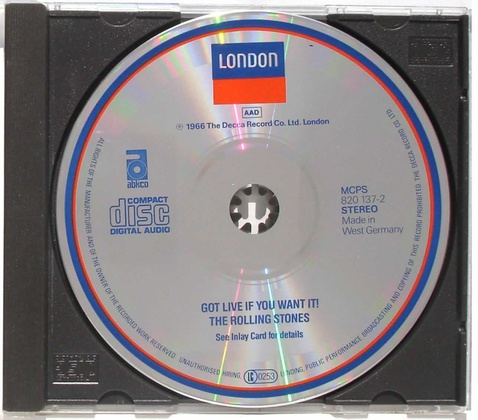 LONDON
AAD
℗ 1966 The Decca Record Co. Ltd. London
abkco
COMPACT
disc
DIGITAL AUDIO
MCPS
820 137-2
STEREO
Made in
West Germany
GOT LIVE IF YOU WANT IT!
THE ROLLING STONES
See Inlay Card for details
LC 0253
ALL RIGHTS OF THE MANUFACTURER AND OF THE OWNER OF THE RECORDED WORK RESERVED. UNAUTHORISED HIRING, LENDING, PUBLIC PERFORMANCE, BROADCASTING AND COPYING OF THIS RECORD PROHIBITED. THE DECCA RECORD CO LTD.